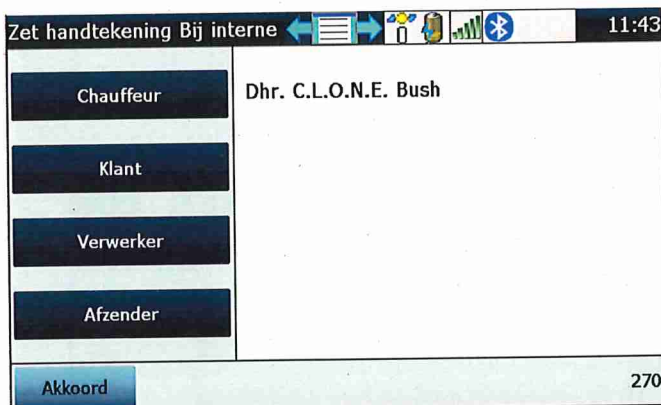 Zet handtekening Bij interne 11:43
Chauffeur
Dhr. C.L.O.N.E. Bush
Klant
Verwerker
Afzender
Akkoord
270